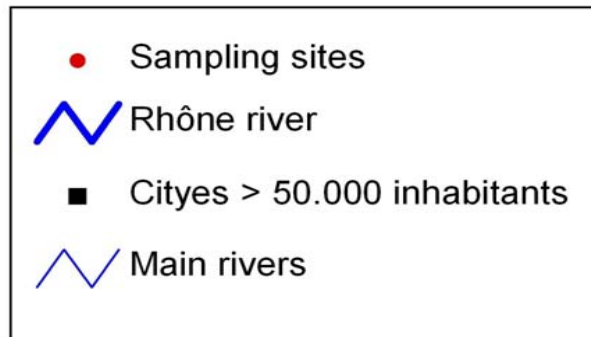 Sampling sites
Rhône river
Cityes > 50.000 inhabitants
Main rivers